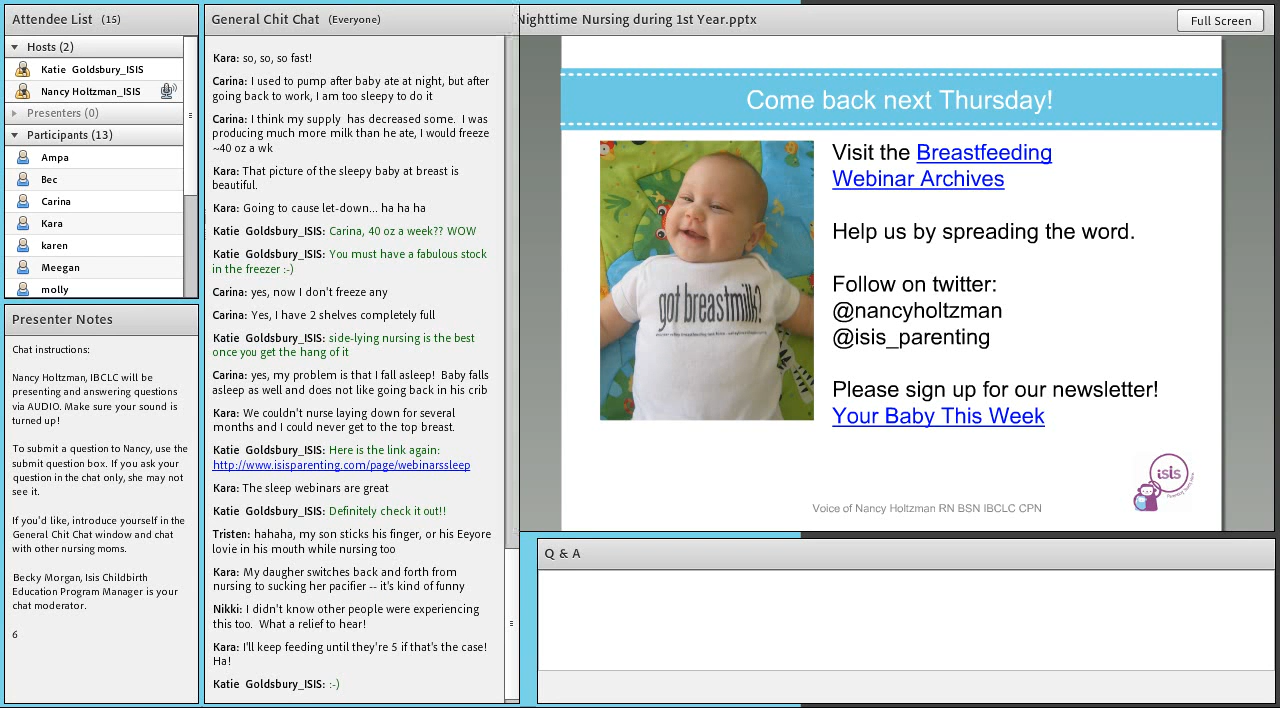 Attendee List (15)
Hosts (2)
Katie Goldsbury_ISIS
Nancy Holtzman_ISIS
Presenters (0)
Participants (13)
Ampa
Bec
Carina
Kara
karen
Meegan
molly
Presenter Notes
Chat instructions:
Nancy Holtzman, IBCLC will be
presenting and answering questions
via AUDIO. Make sure your sound is
turned up!
To submit a question to Nancy, use the
submit question box. If you ask your
question in the chat only, she may not
see it.
If you'd like, introduce yourself in the
General Chit Chat window and chat
with other nursing moms.
Becky Morgan, Isis Childbirth
Education Program Manager is your
chat moderator.
6
General Chit Chat (Everyone)
Kara: so, so, so fast!
Carina: I used to pump after baby ate at night, but after
going back to work, I am too sleepy to do it
Carina: I think my supply has decreased some. I was
producing much more milk than he ate, I would freeze
~40 oz a wk
Kara: That picture of the sleepy baby at breast is
beautiful.
Kara: Going to cause let-down... ha ha ha
Katie Goldsbury_ISIS: Carina, 40 oz a week?? WOW
Katie Goldsbury_ISIS: You must have a fabulous stock
in the freezer :-)
Carina: yes, now I don't freeze any
Carina: Yes, I have 2 shelves completely full
Katie Goldsbury_ISIS: side-lying nursing is the best
once you get the hang of it
Carina: yes, my problem is that I fall asleep! Baby falls
asleep as well and does not like going back in his crib
Kara: We couldn't nurse laying down for several
months and I could never get to the top breast.
Katie Goldsbury_ISIS: Here is the link again:
http://www.isisparenting.com/page/webinarssleep
Kara: The sleep webinars are great
Katie Goldsbury_ISIS: Definitely check it out!!
Tristen: hahaha, my son sticks his finger, or his Eeyore
lovie in his mouth while nursing too
Kara: My daughter switches back and forth from
nursing to sucking her pacifier -- it's kind of funny
Nikki: I didn't know other people were experiencing
this too. What a relief to hear!
Kara: I'll keep feeding until they're 5 if that's the case!
Ha!
Katie Goldsbury_ISIS: :-)
Nighttime Nursing during 1st Year.pptx
Full Screen
Come back next Thursday!
got breastmilk?
Visit the Breastfeeding
Webinar Archives
Help us by spreading the word.
Follow on twitter:
@nancyholtzman
@isis_parenting
Please sign up for our newsletter!
Your Baby This Week
isis
Voice of Nancy Holtzman RN BSN IBCLC CPN
Q & A